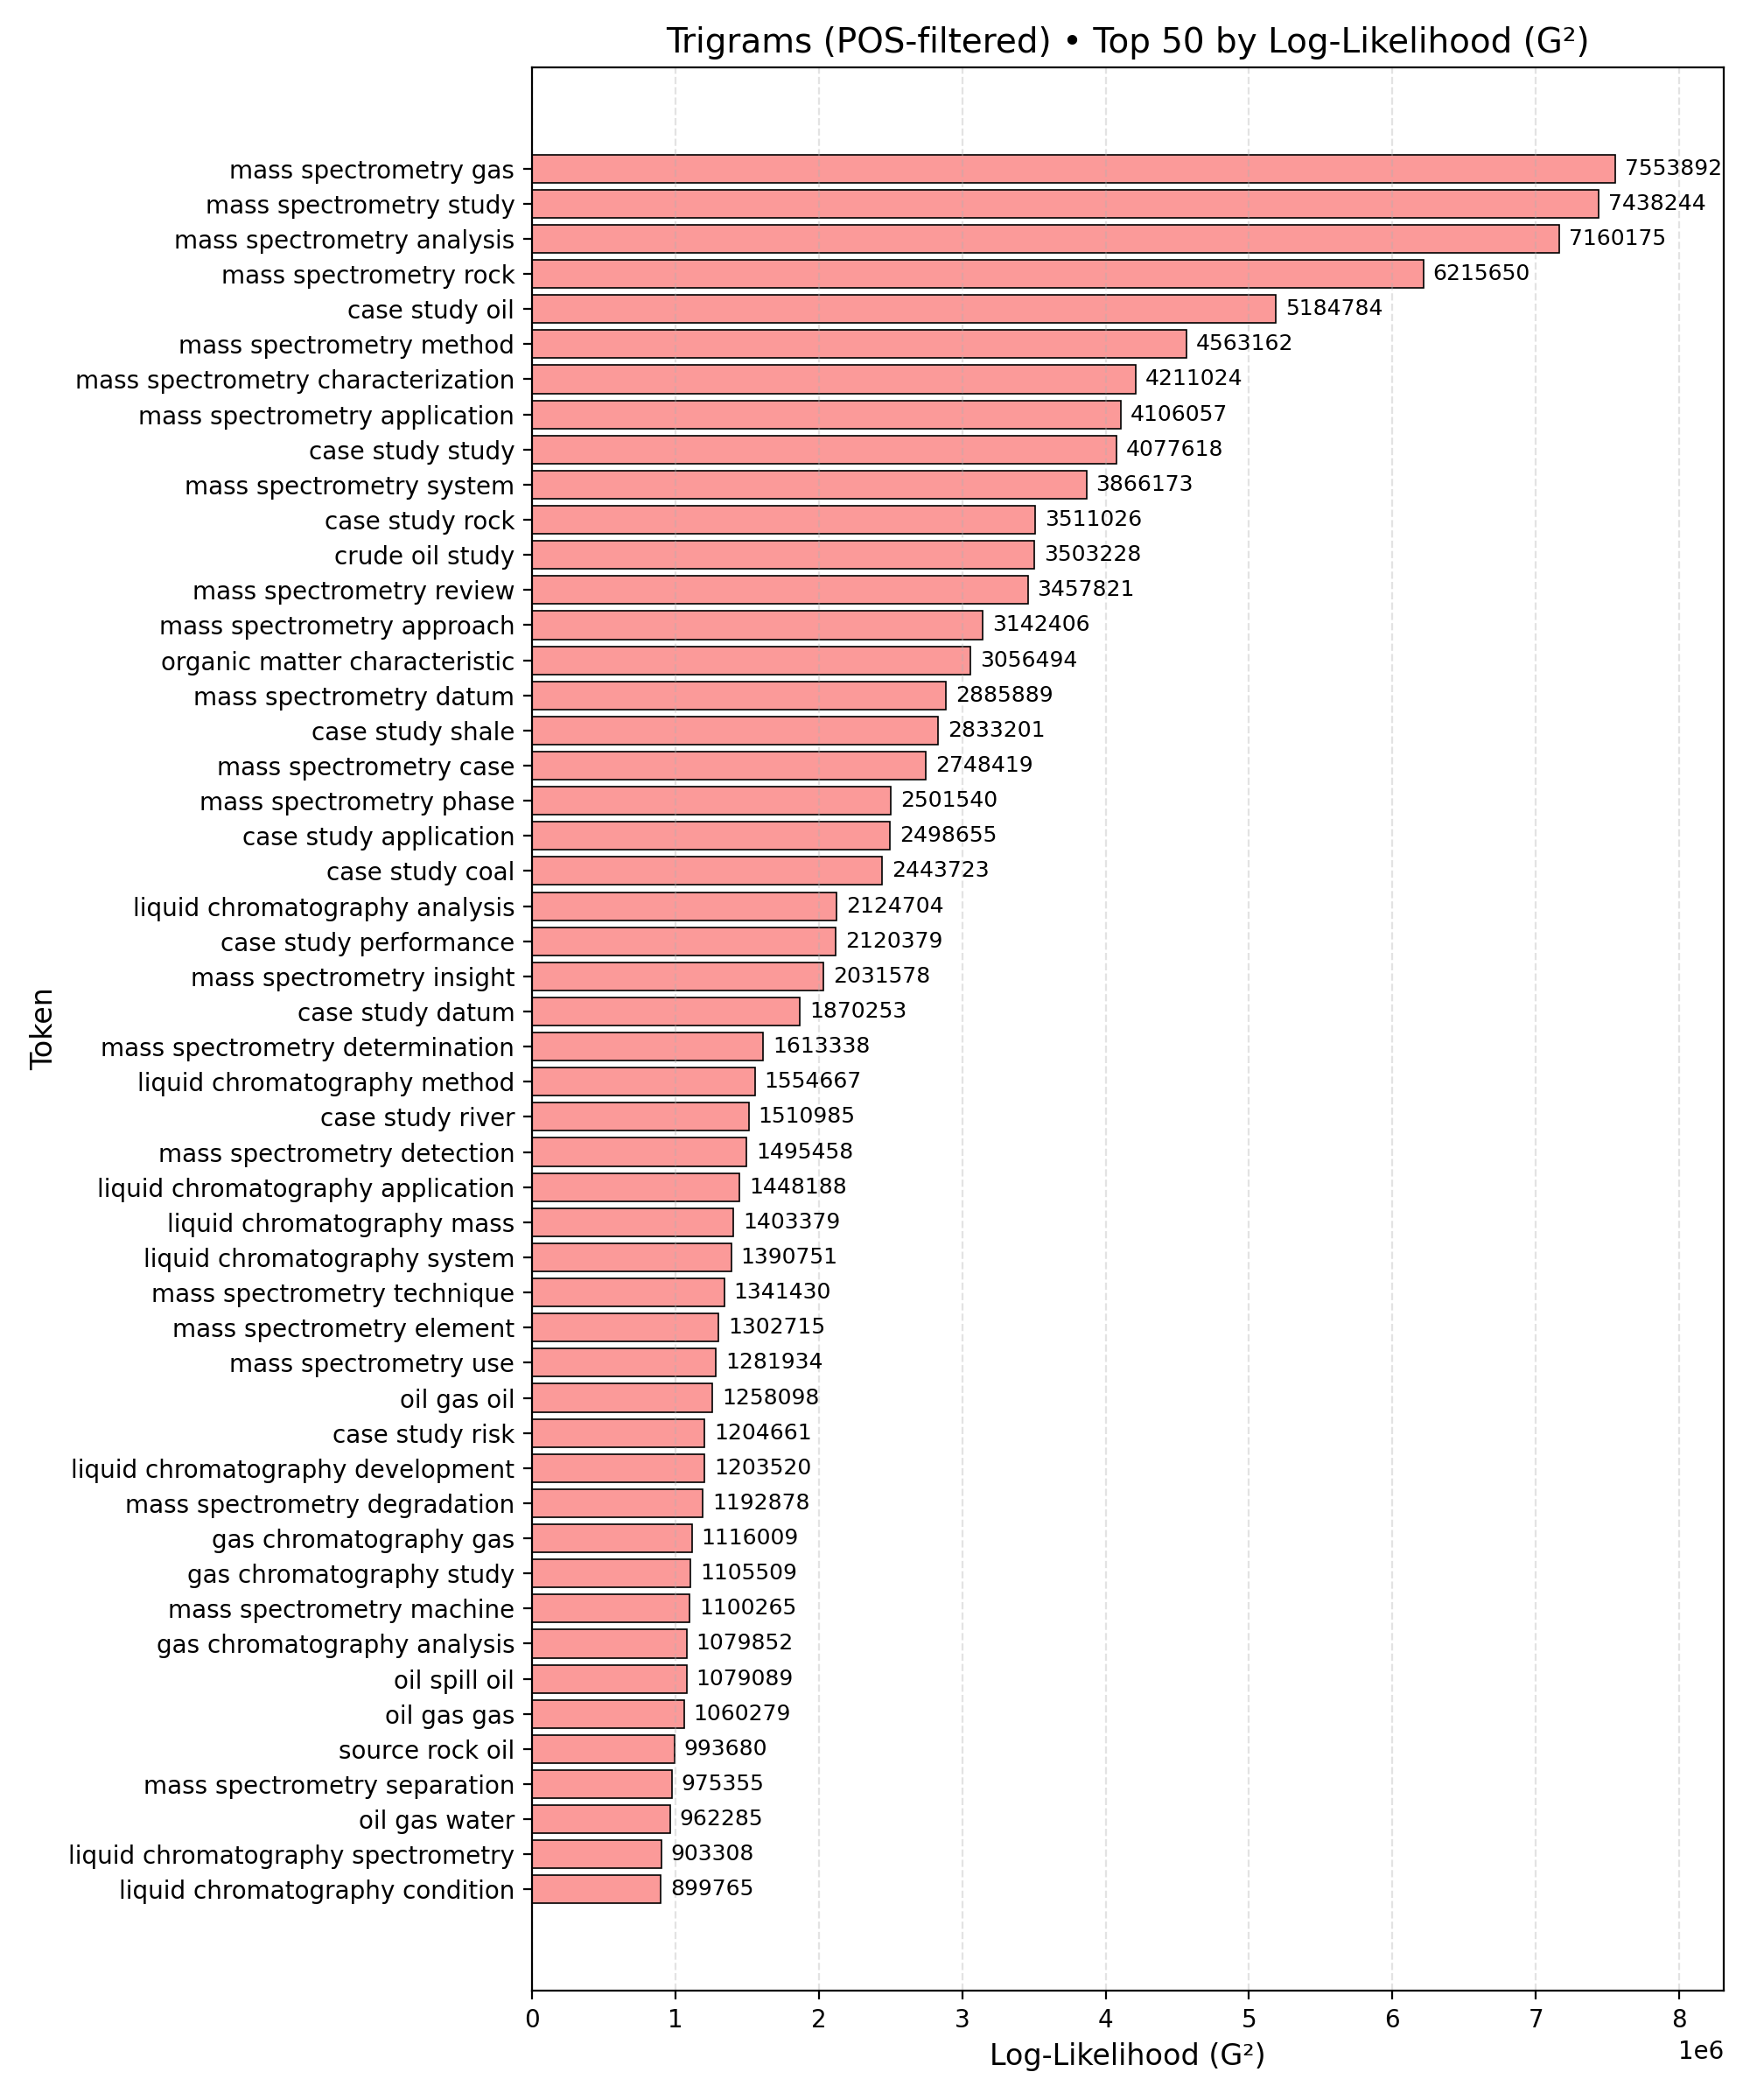 Trigrams (POS-filtered) • Top 50 by Log-Likelihood (G²)
mass spectrometry gas 7553892
mass spectrometry study 7438244
mass spectrometry analysis 7160175
mass spectrometry rock 6215650
case study oil 5184784
mass spectrometry method 4563162
mass spectrometry characterization 4211024
mass spectrometry application 4106057
case study study 4077618
mass spectrometry system 3866173
case study rock 3511026
crude oil study 3503228
mass spectrometry review 3457821
mass spectrometry approach 3142406
organic matter characteristic 3056494
mass spectrometry datum 2885889
case study shale 2833201
mass spectrometry case 2748419
mass spectrometry phase 2501540
case study application 2498655
case study coal 2443723
liquid chromatography analysis 2124704
case study performance 2120379
mass spectrometry insight 2031578
case study datum 1870253
mass spectrometry determination 1613338
liquid chromatography method 1554667
case study river 1510985
mass spectrometry detection 1495458
liquid chromatography application 1448188
liquid chromatography mass 1403379
liquid chromatography system 1390751
mass spectrometry technique 1341430
mass spectrometry element 1302715
mass spectrometry use 1281934
oil gas oil 1258098
case study risk 1204661
liquid chromatography development 1203520
mass spectrometry degradation 1192878
gas chromatography gas 1116009
gas chromatography study 1105509
mass spectrometry machine 1100265
gas chromatography analysis 1079852
oil spill oil 1079089
oil gas gas 1060279
source rock oil 993680
mass spectrometry separation 975355
oil gas water 962285
liquid chromatography spectrometry 903308
liquid chromatography condition 899765
Token
0 1 2 3 4 5 6 7 8
1e6
Log-Likelihood (G²)